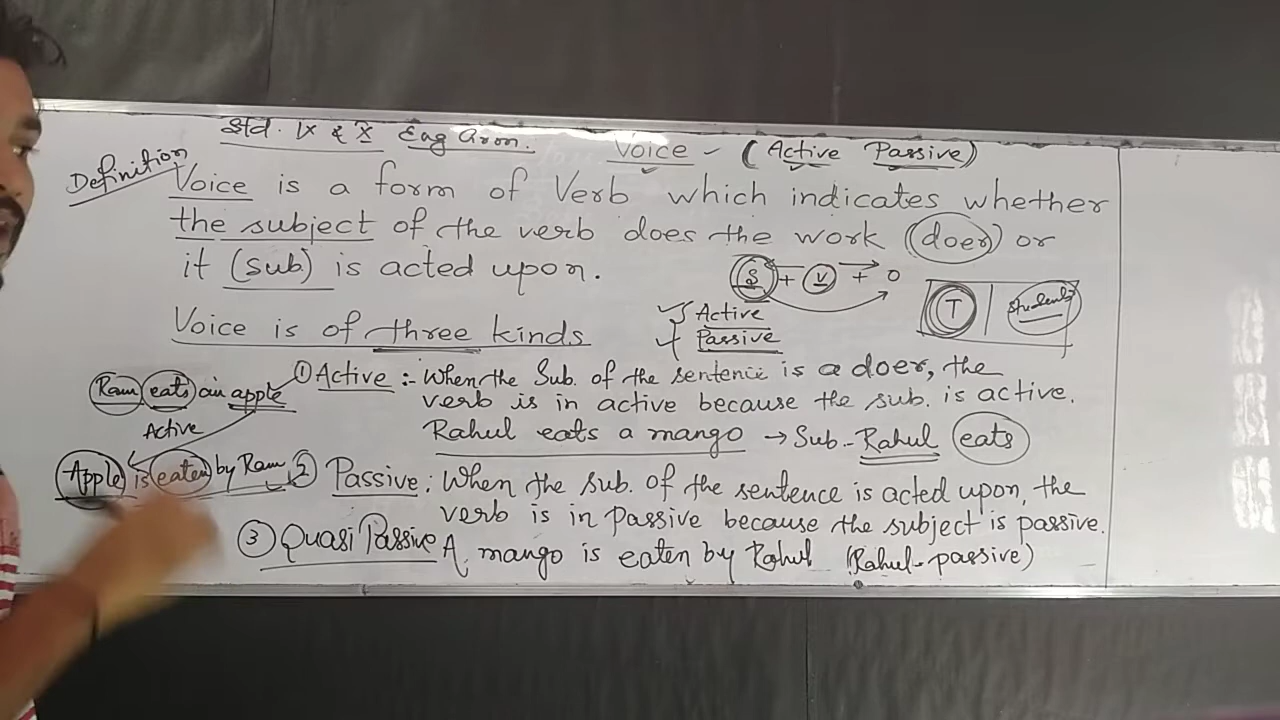 Std. IX & X Eng Gram. Voice - (Active Passive)
Definition
Voice is a form of Verb which indicates whether
the subject of the verb does the work (doer) or
it (sub) is acted upon.
S + V + O
T | Students
Voice is of three kinds
Active
Passive
Ram eats an apple
Active
Apple is eaten by Ram
① Active :- When the Sub. of the sentence is a doer, the
verb is in active because the sub. is active.
Rahul eats a mango → Sub - Rahul eats
② Passive : When the sub. of the sentence is acted upon, the
verb is in passive because the subject is passive.
③ Quasi Passive
A mango is eaten by Rahul (Rahul - passive)